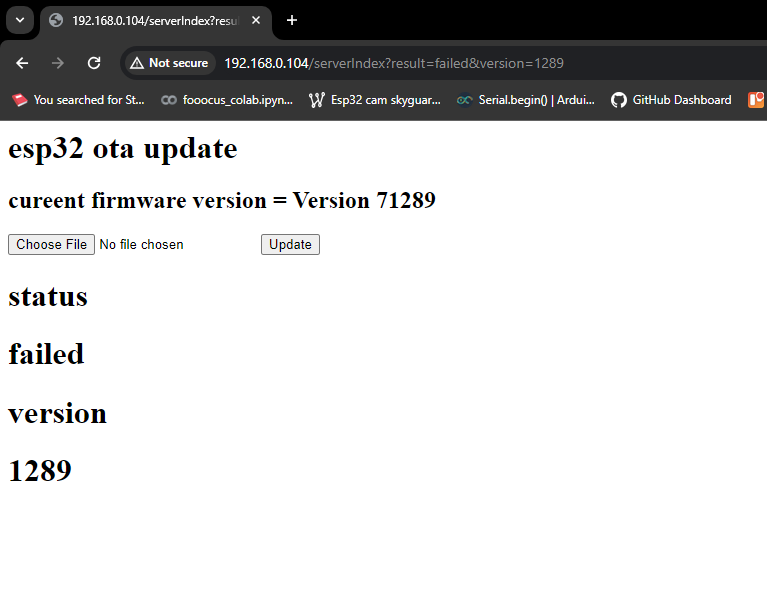 192.168.0.104/serverIndex?resu
Not secure
192.168.0.104/serverIndex?result=failed&version=1289
You searched for St...
fooocus_colab.ipyn...
Esp32 cam skyguar...
Serial.begin() | Ardui...
GitHub Dashboard
esp32 ota update
cureent firmware version = Version 71289
Choose File No file chosen Update
status
failed
version
1289